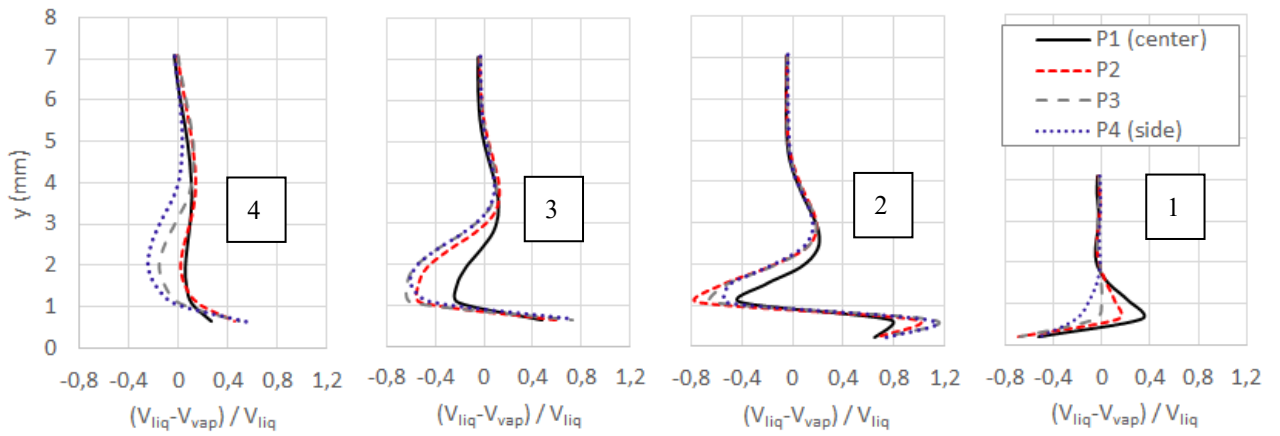 8
7
6
5
4
3
2
1
0
y (mm)
4
3
2
1
P1 (center)
P2
P3
P4 (side)
-0,8 -0,4 0 0,4 0,8 1,2
-0,8 -0,4 0 0,4 0,8 1,2
-0,8 -0,4 0 0,4 0,8 1,2
-0,8 -0,4 0 0,4 0,8 1,2
(Vliq-Vvap) / Vliq
(Vliq-Vvap) / Vliq
(Vliq-Vvap) / Vliq
(Vliq-Vvap) / Vliq